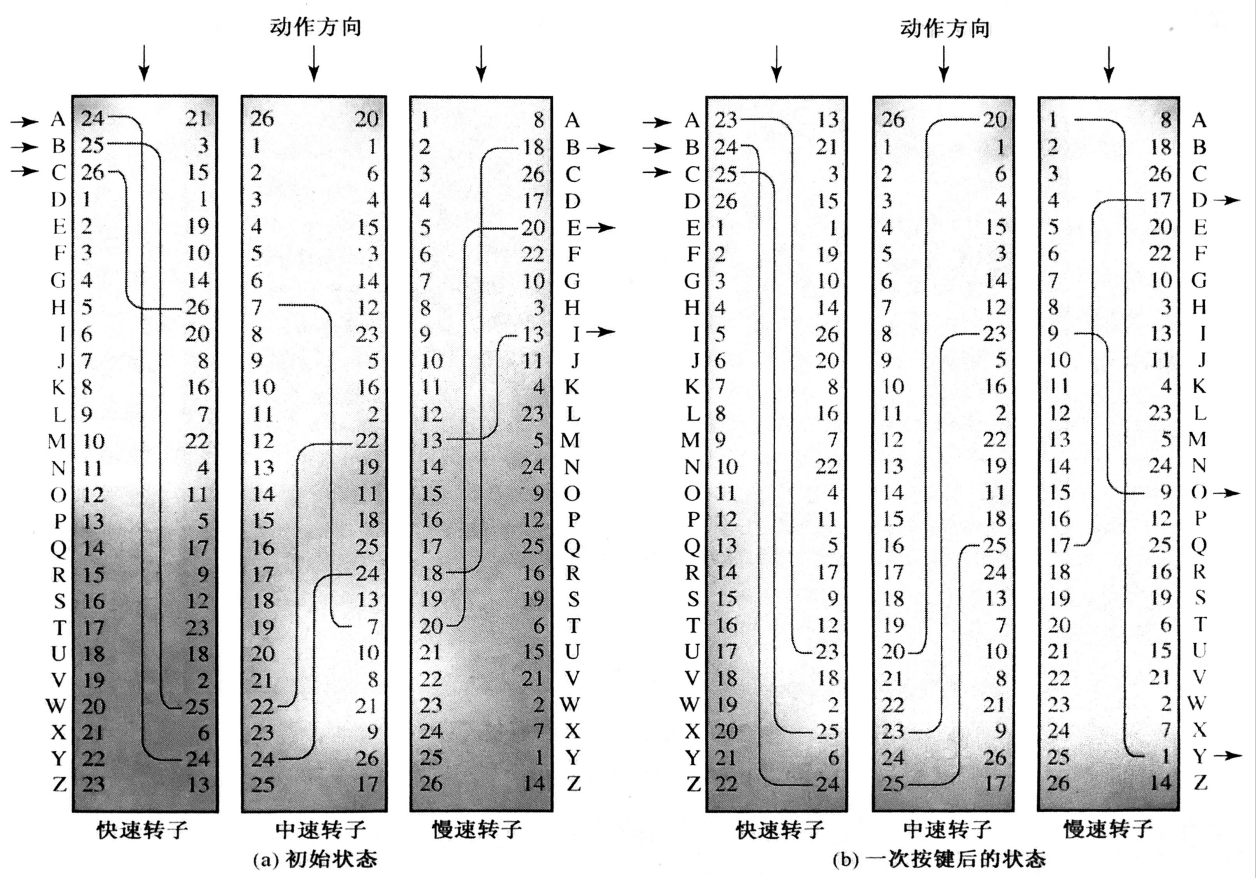 动作方向
A 24 21 26 20 1 8 A
B 25 3 1 1 2 18 B
C 26 15 2 6 3 26 C
D 1 1 3 4 4 17 D
E 2 19 4 15 5 20 E
F 3 10 5 3 6 22 F
G 4 14 6 14 7 10 G
H 5 26 7 12 8 3 H
I 6 20 8 23 9 13 I
J 7 8 9 5 10 11 J
K 8 16 10 16 11 4 K
L 9 7 11 2 12 23 L
M 10 22 12 22 13 5 M
N 11 4 13 19 14 24 N
O 12 11 14 11 15 9 O
P 13 5 15 18 16 12 P
Q 14 17 16 25 17 25 Q
R 15 9 17 24 18 16 R
S 16 12 18 13 19 19 S
T 17 23 19 7 20 6 T
U 18 18 20 10 21 15 U
V 19 2 21 8 22 21 V
W 20 25 22 21 23 2 W
X 21 6 23 9 24 7 X
Y 22 24 24 26 25 1 Y
Z 23 13 25 17 26 14 Z
快速转子 中速转子 慢速转子
(a) 初始状态
动作方向
A 23 13 26 20 1 8 A
B 24 21 1 1 2 18 B
C 25 3 2 6 3 26 C
D 26 15 3 4 4 17 D
E 1 1 4 15 5 20 E
F 2 19 5 3 6 22 F
G 3 10 6 14 7 10 G
H 4 14 7 12 8 3 H
I 5 26 8 23 9 13 I
J 6 20 9 5 10 11 J
K 7 8 10 16 11 4 K
L 8 16 11 2 12 23 L
M 9 7 12 22 13 5 M
N 10 22 13 19 14 24 N
O 11 4 14 11 15 9 O
P 12 11 15 18 16 12 P
Q 13 5 16 25 17 25 Q
R 14 17 17 24 18 16 R
S 15 9 18 13 19 19 S
T 16 12 19 7 20 6 T
U 17 23 20 10 21 15 U
V 18 18 21 8 22 21 V
W 19 2 22 21 23 2 W
X 20 25 23 9 24 7 X
Y 21 6 24 26 25 1 Y
Z 22 24 25 17 26 14 Z
快速转子 中速转子 慢速转子
(b) 一次按键后的状态